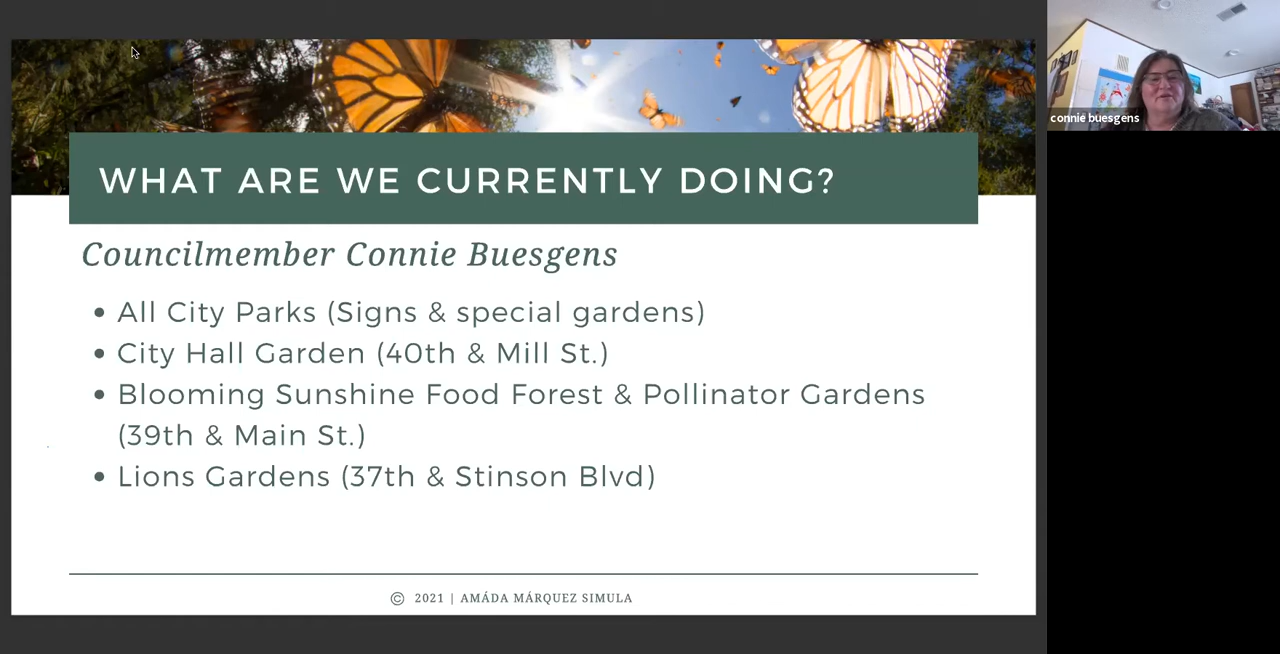 WHAT ARE WE CURRENTLY DOING?
Councilmember Connie Buesgens
• All City Parks (Signs & special gardens)
• City Hall Garden (40th & Mill St.)
• Blooming Sunshine Food Forest & Pollinator Gardens
(39th & Main St.)
• Lions Gardens (37th & Stinson Blvd)
© 2021 | AMÁDA MÁRQUEZ SIMULA
connie buesgens